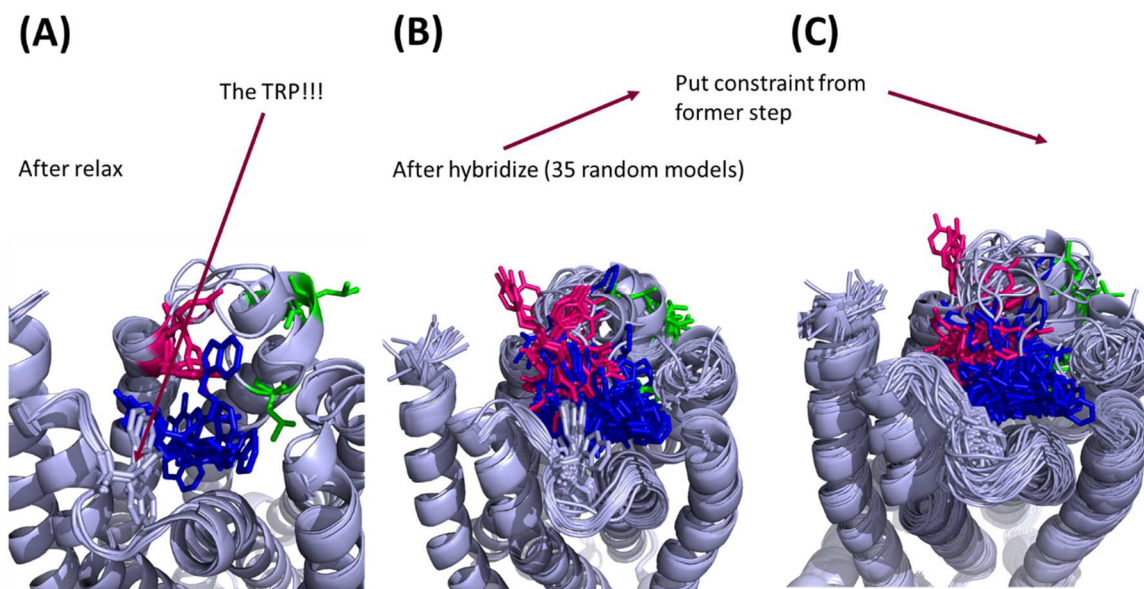 (A)
(B)
(C)
The TRP!!!
Put constraint from
former step
After relax
After hybridize (35 random models)